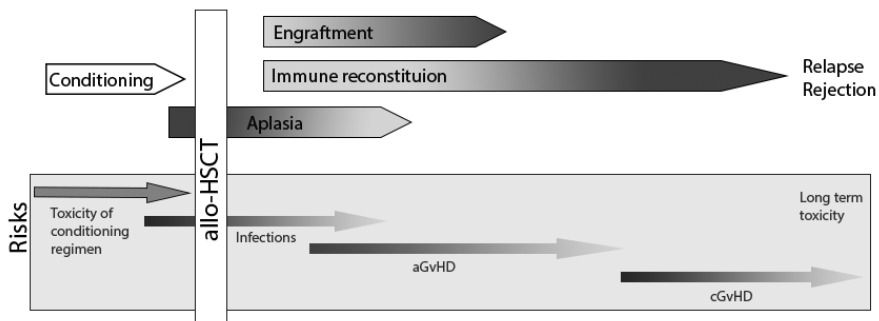 Engraftment
Conditioning
Immune reconstituion
Relapse
Rejection
Aplasia
allo-HSCT
Risks
Toxicity of
conditioning
regimen
Infections
aGvHD
cGvHD
Long term
toxicity